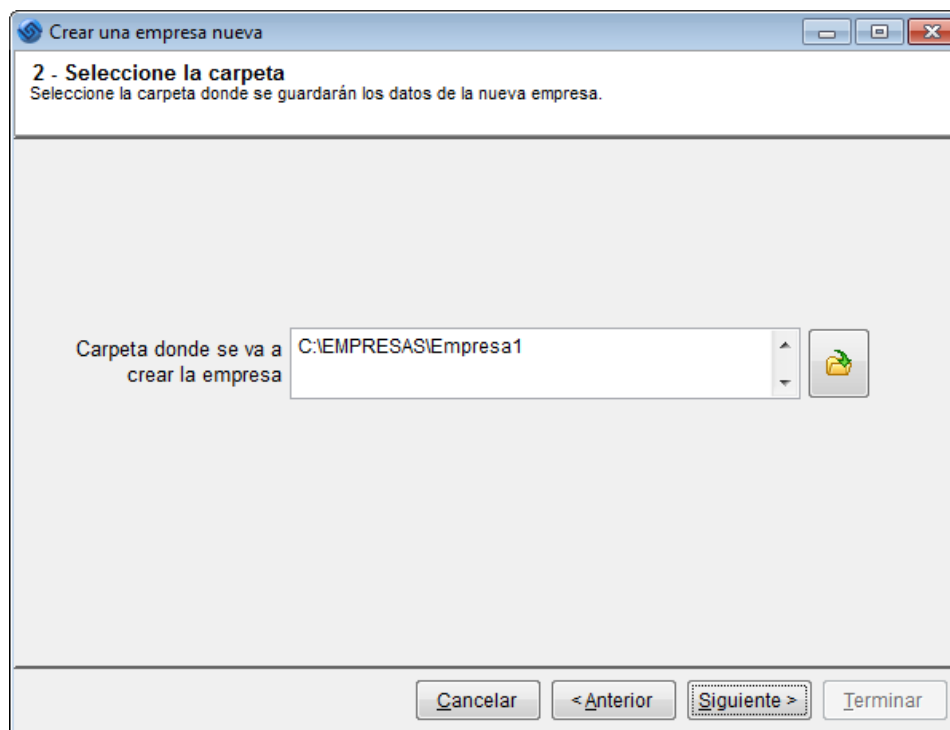 Crear una empresa nueva
2 - Seleccione la carpeta
Seleccione la carpeta donde se guardarán los datos de la nueva empresa.
Carpeta donde se va a
crear la empresa
C:\EMPRESAS\Empresa1
Cancelar
< Anterior
Siguiente >
Terminar